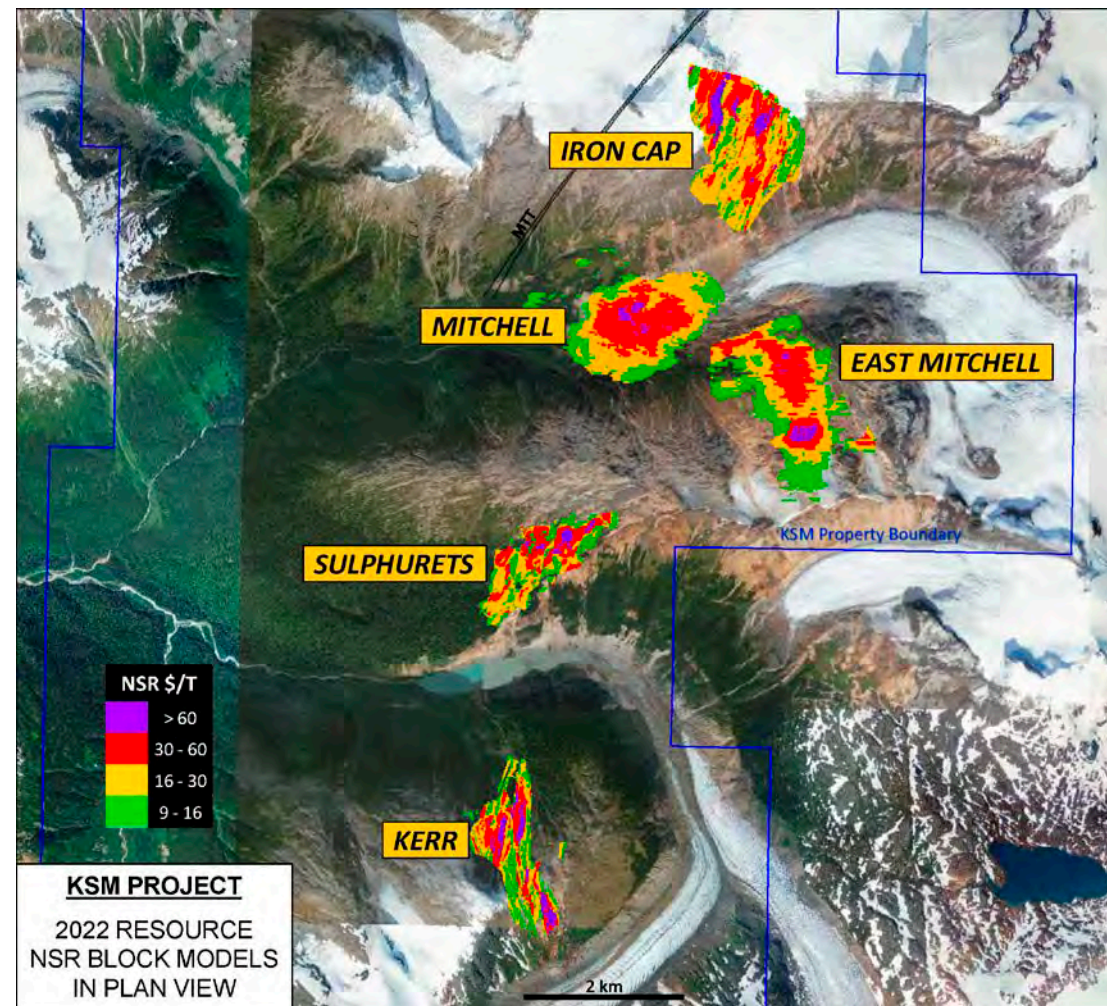 IRON CAP
MTT
MITCHELL
EAST MITCHELL
KSM Property Boundary
SULPHURETS
NSR $/T
> 60
30 - 60
16 - 30
9 - 16
KERR
KSM PROJECT
2022 RESOURCE
NSR BLOCK MODELS
IN PLAN VIEW
2 km